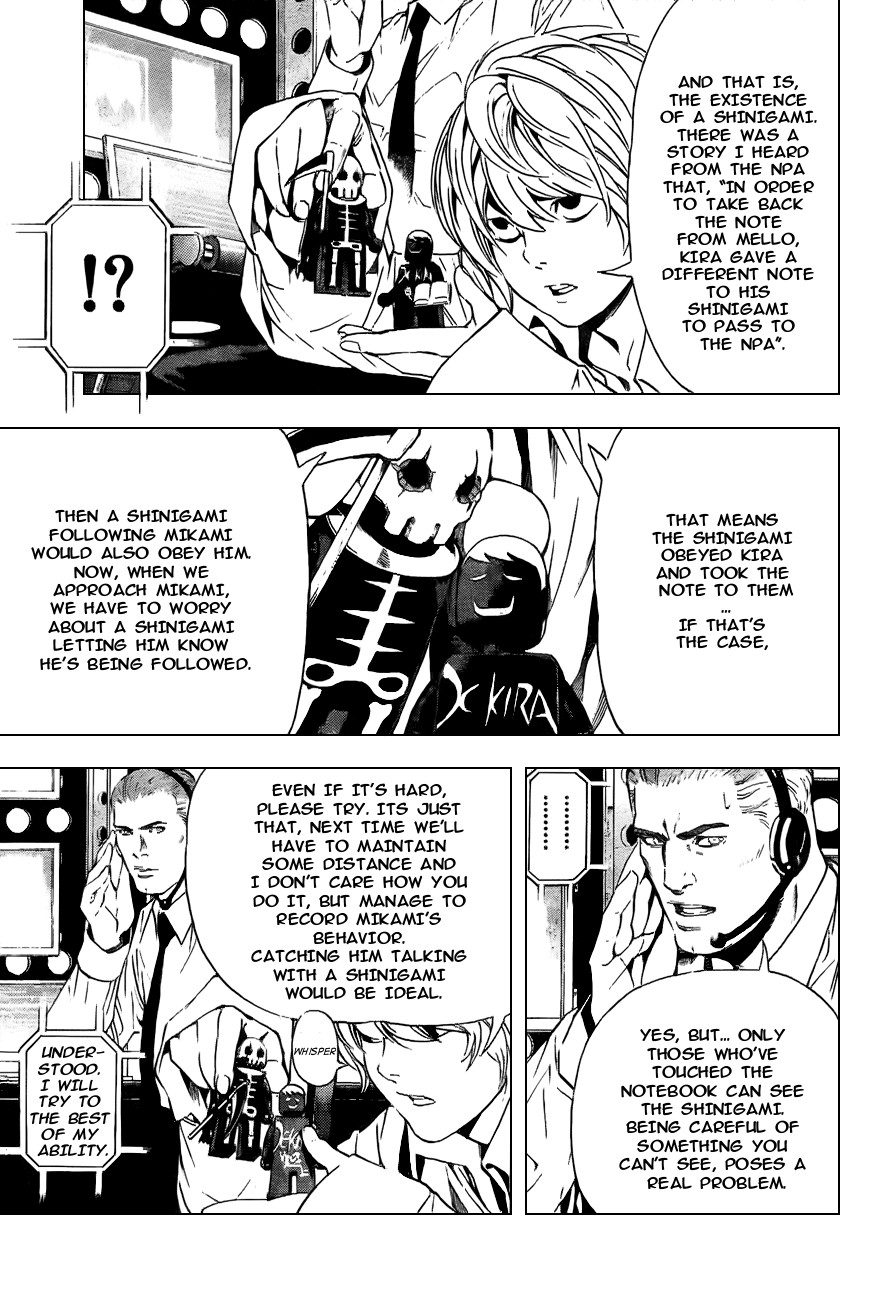 AND THAT IS,
THE EXISTENCE
OF A SHINIGAMI.
THERE WAS A
STORY I HEARD
FROM THE NPA
THAT, "IN ORDER
TO TAKE BACK
THE NOTE
FROM MELLO,
KIRA GAVE A
DIFFERENT NOTE
TO HIS
SHINIGAMI
TO PASS TO
THE NPA".
!?
THAT MEANS
THE SHINIGAMI
OBEYED KIRA
AND TOOK THE
NOTE TO THEM
...
IF THAT'S
THE CASE,
X KIRA
THEN A SHINIGAMI
FOLLOWING MIKAMI
WOULD ALSO OBEY HIM.
NOW, WHEN WE
APPROACH MIKAMI,
WE HAVE TO WORRY
ABOUT A SHINIGAMI
LETTING HIM KNOW
HE'S BEING FOLLOWED.
..........
YES, BUT... ONLY
THOSE WHO'VE
TOUCHED THE
NOTEBOOK CAN SEE
THE SHINIGAMI.
BEING CAREFUL OF
SOMETHING YOU
CAN'T SEE, POSES A
REAL PROBLEM.
EVEN IF IT'S HARD,
PLEASE TRY. ITS JUST
THAT, NEXT TIME WE'LL
HAVE TO MAINTAIN
SOME DISTANCE AND
I DON'T CARE HOW YOU
DO IT, BUT MANAGE TO
RECORD MIKAMI'S
BEHAVIOR.
CATCHING HIM TALKING
WITH A SHINIGAMI
WOULD BE IDEAL.
WHISPER
UNDER-
STOOD.
I WILL
TRY TO
THE BEST
OF MY
ABILITY.